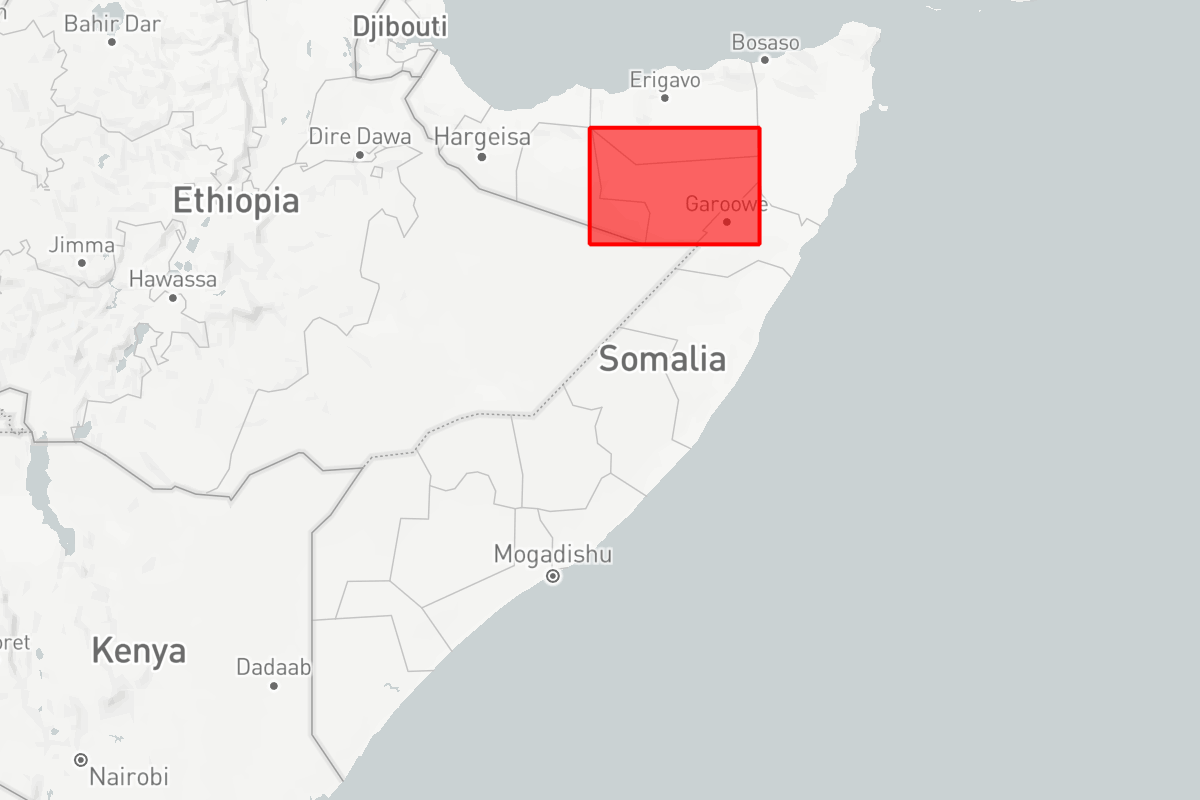 Bahir Dar
Djibouti
Bosaso
Erigavo
Dire Dawa
Hargeisa
Ethiopia
Garoowe
Jimma
Hawassa
Somalia
Mogadishu
Kenya
Dadaab
Nairobi